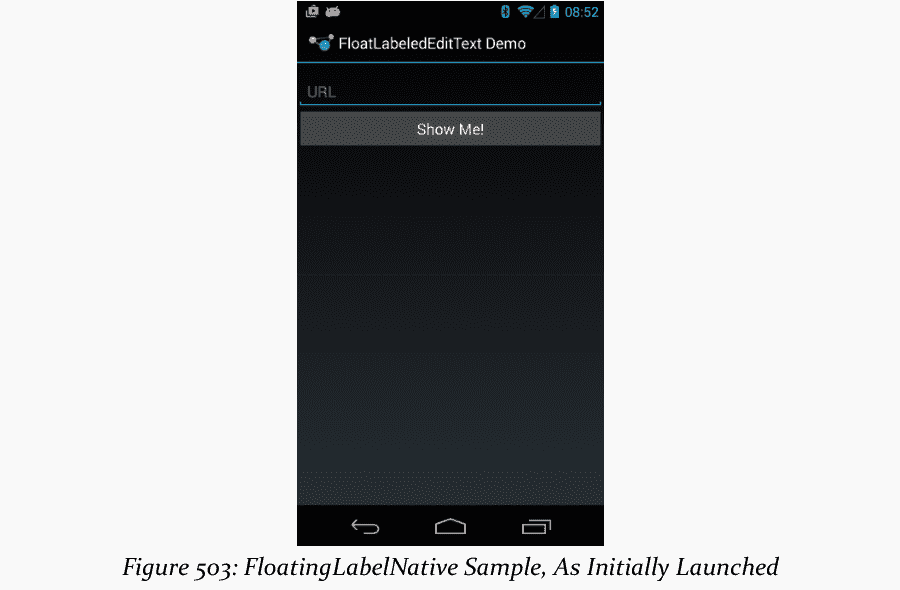 08:52
FloatLabeledEditText Demo
URL
Show Me!
Figure 503: FloatingLabelNative Sample, As Initially Launched